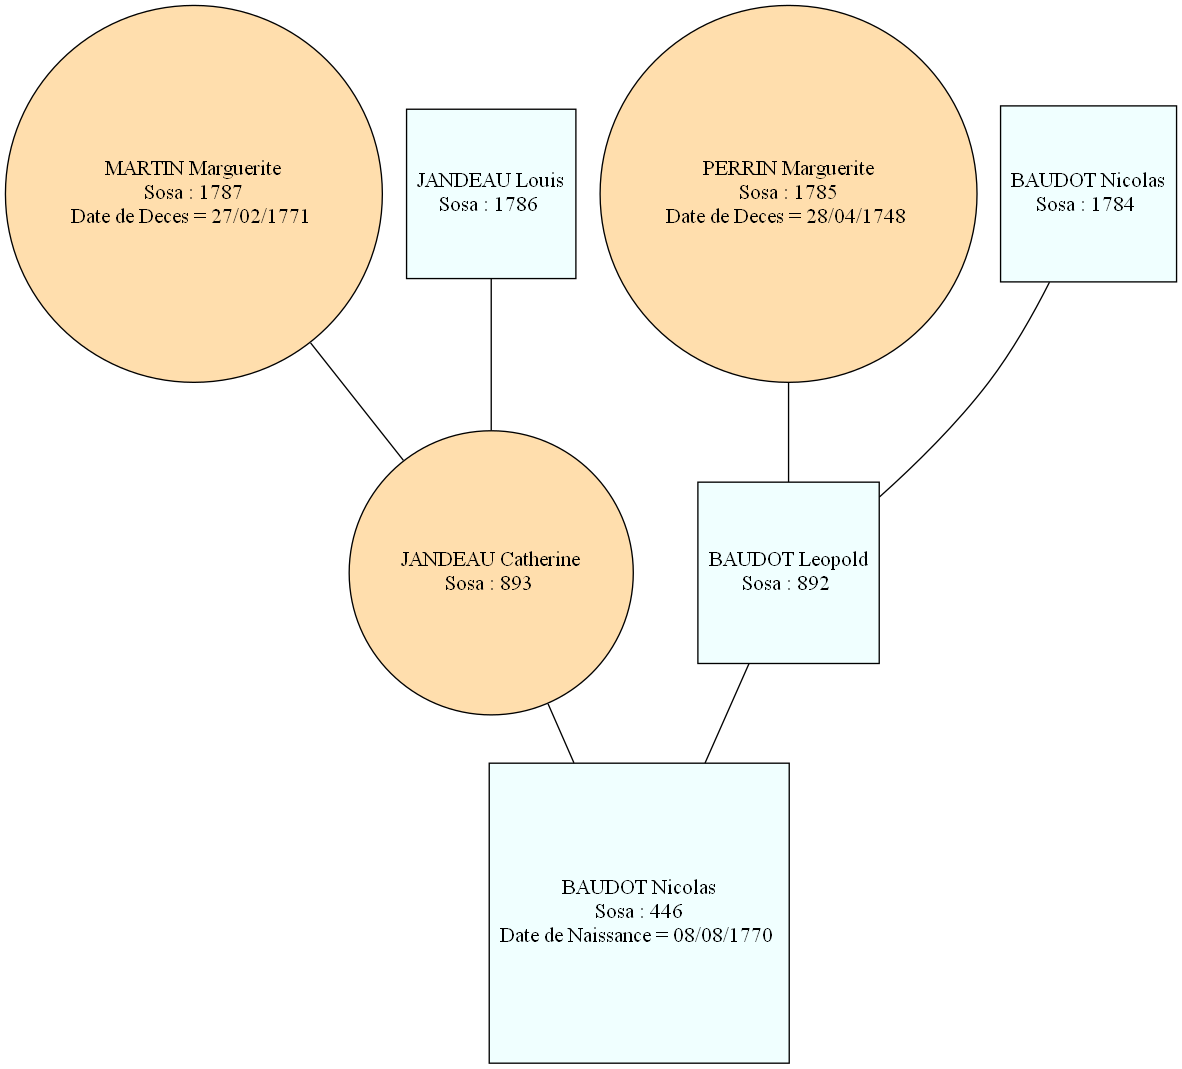 MARTIN Marguerite
Sosa : 1787
Date de Deces = 27/02/1771
JANDEAU Louis
Sosa : 1786
PERRIN Marguerite
Sosa : 1785
Date de Deces = 28/04/1748
BAUDOT Nicolas
Sosa : 1784
JANDEAU Catherine
Sosa : 893
BAUDOT Leopold
Sosa : 892
BAUDOT Nicolas
Sosa : 446
Date de Naissance = 08/08/1770